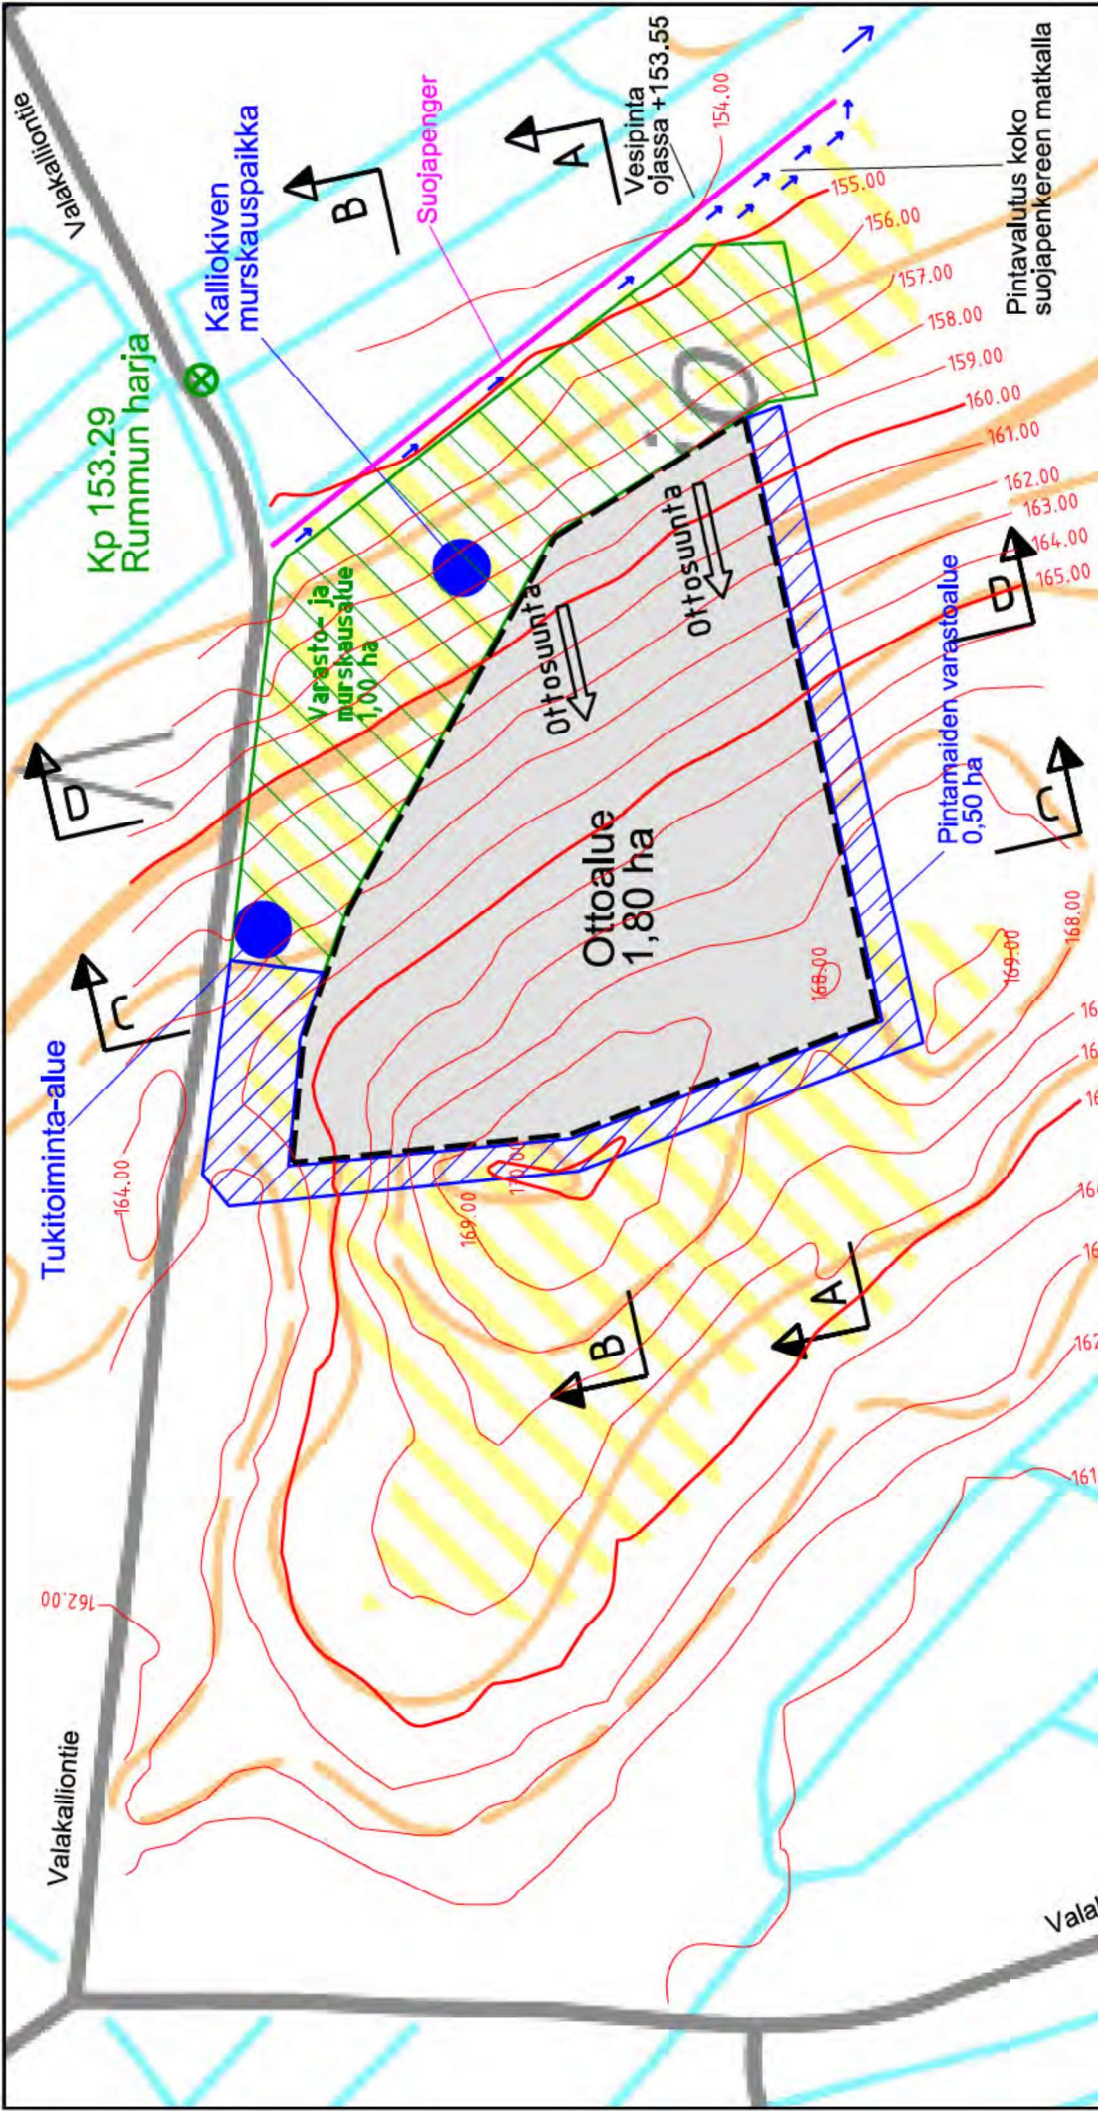 Valakalliontie
Kp 153.29
Rummun harja
Kalliokiven
murskauspaikka
Suojapenger
B
A
Vesipinta
ojassa +153.55
154.00
Pintavalutus koko
suojapenkereen matkalla
155.00
156.00
157.00
158.00
159.00
160.00
161.00
162.00
163.00
164.00
165.00
Varasto- ja
murskausalue
1,00 ha
Ottosuunta
Ottosuunta
Ottoalue
1,80 ha
D
D
C
C
Pintamaiden varastoalue
0,50 ha
Tukitoiminta-alue
164.00
168.00
169.00
168.00
169.00
170.00
B
A
162.00
161
162
Valakalliontie